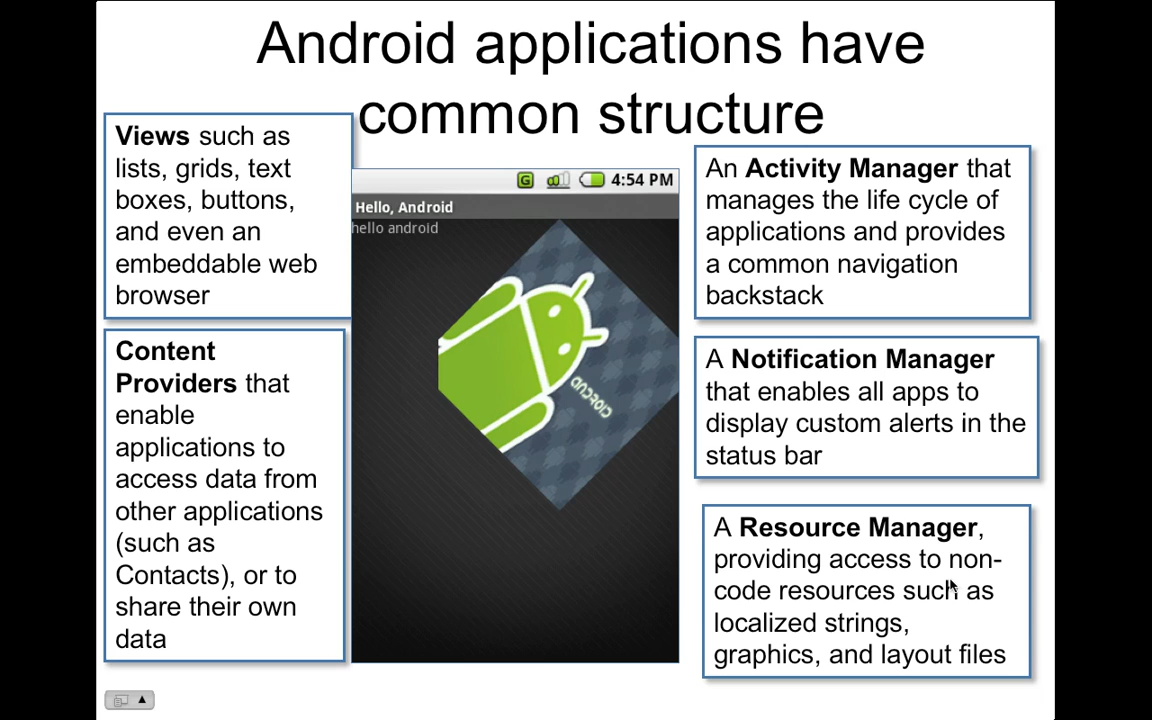 Android applications have
common structure
Views such as
lists, grids, text
boxes, buttons,
and even an
embeddable web
browser
Content
Providers that
enable
applications to
access data from
other applications
(such as
Contacts), or to
share their own
data
4:54 PM
Hello, Android
hello android
android
An Activity Manager that
manages the life cycle of
applications and provides
a common navigation
backstack
A Notification Manager
that enables all apps to
display custom alerts in the
status bar
A Resource Manager,
providing access to non-
code resources such as
localized strings,
graphics, and layout files